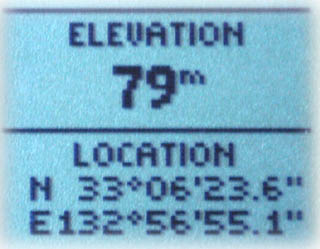 ELEVATION
79m
LOCATION
N 33°06'23.6"
E132°56'55.1"